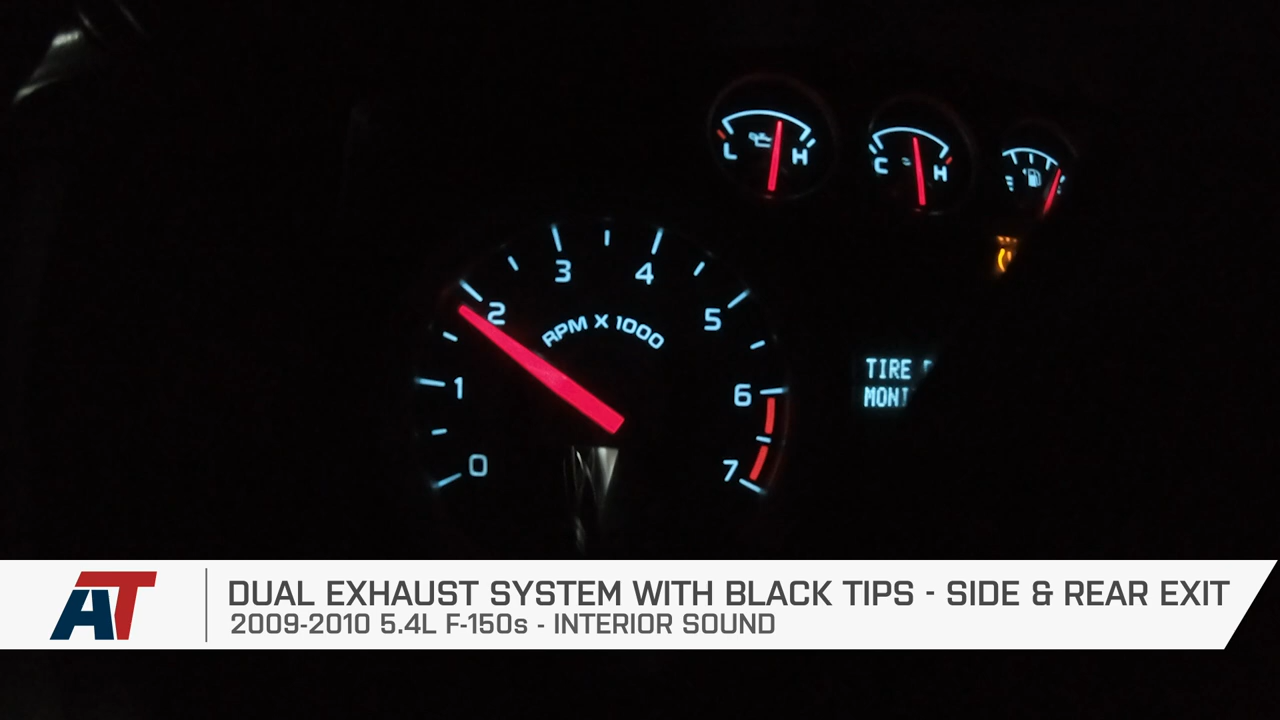 L H
C H
3 4
2 5
RPM X 1000
TIRE
1 6
MONI
0 7
AT
DUAL EXHAUST SYSTEM WITH BLACK TIPS - SIDE & REAR EXIT
2009-2010 5.4L F-150s - INTERIOR SOUND